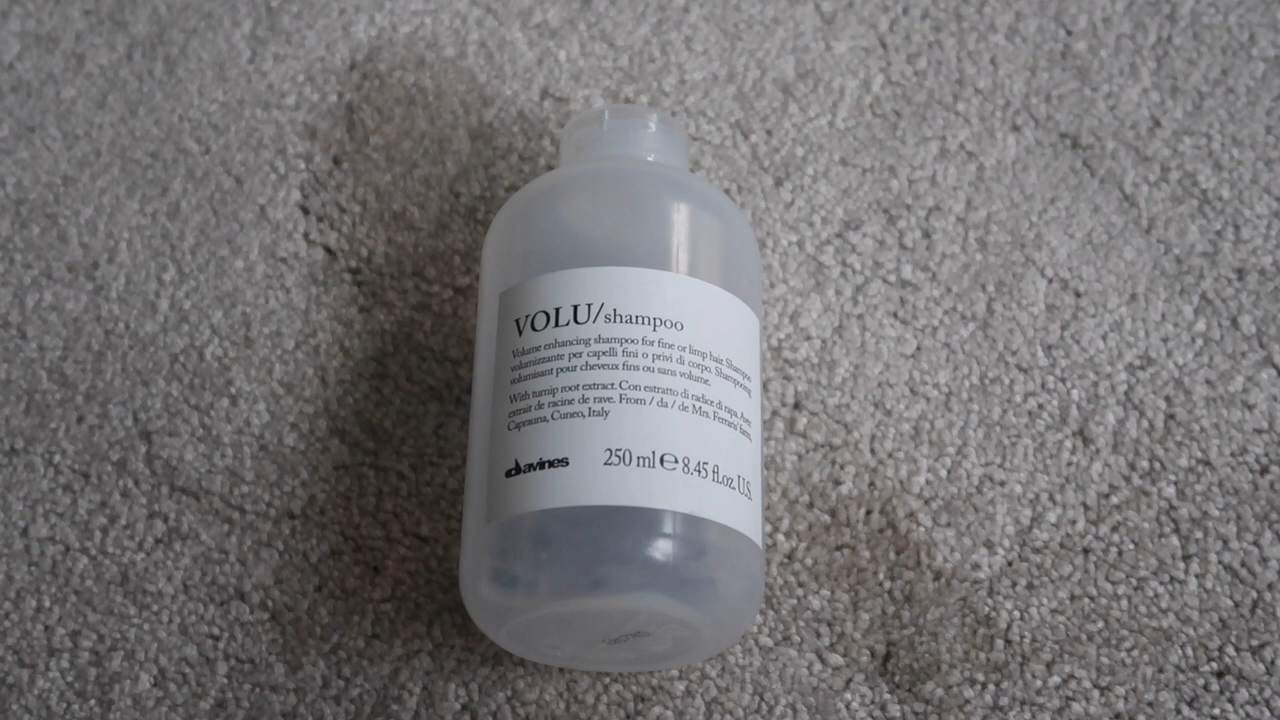 VOLU/shampoo
Volume enhancing shampoo for fine or limp hair. Shampoo
volumizzante per capelli fini o privi di corpo. Shampooing
volumisant pour cheveux fins ou sans volume.
With turnip root extract. Con estratto di radice di rapa. Avec
extrait de racine de rave. From / da / de Mrs. Ferraris' farm,
Caprauna, Cuneo, Italy
davines
250 ml ℮ 8.45 fl.oz. U.S.